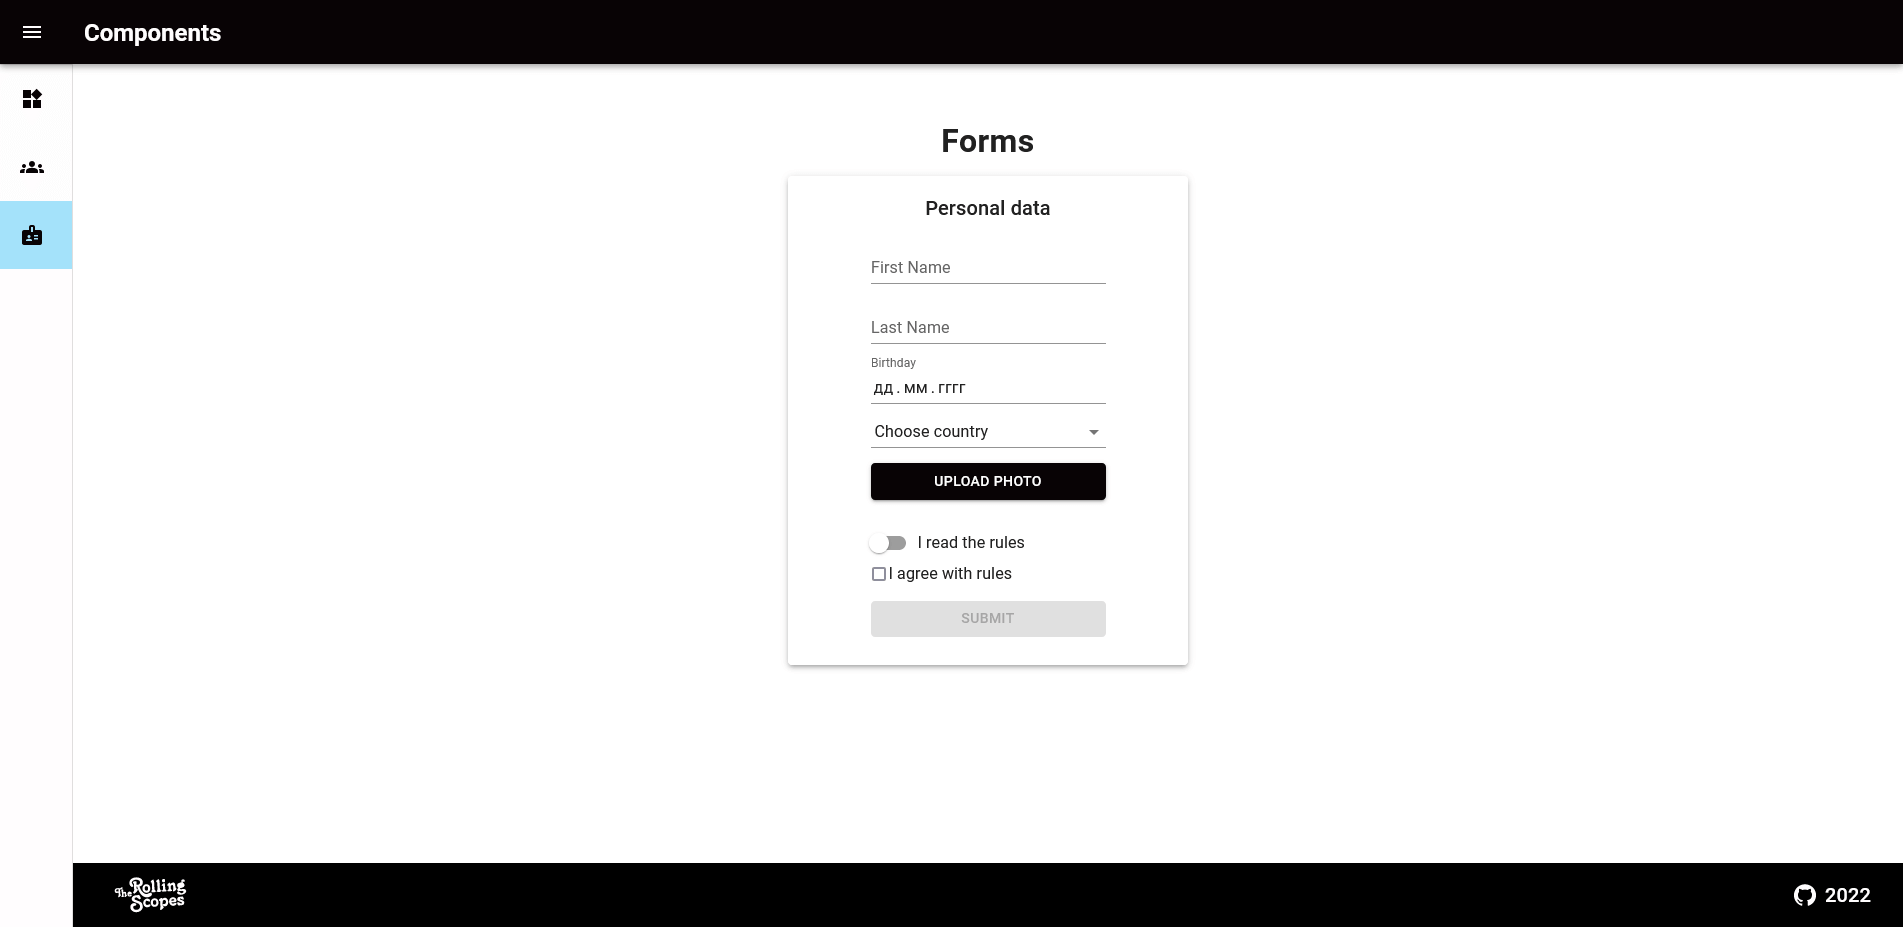 Components
Forms
Personal data
First Name
Last Name
Birthday
дд . мм . гггг
Choose country
UPLOAD PHOTO
I read the rules
I agree with rules
SUBMIT
The Rolling
Scopes
2022